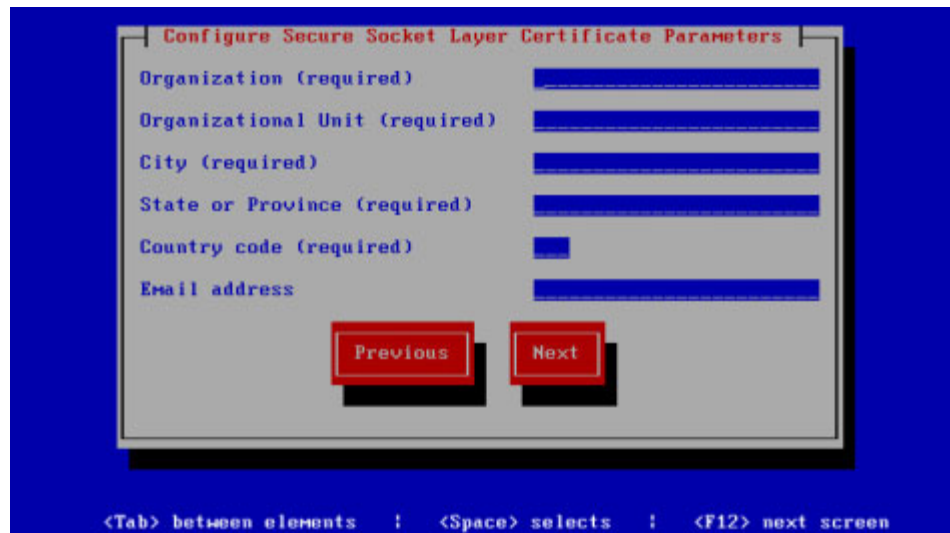 Configure Secure Socket Layer Certificate Parameters
Organization (required)
Organizational Unit (required)
City (required)
State or Province (required)
Country code (required)
Email address
Previous Next
<Tab> between elements ¦ <Space> selects ¦ <F12> next screen